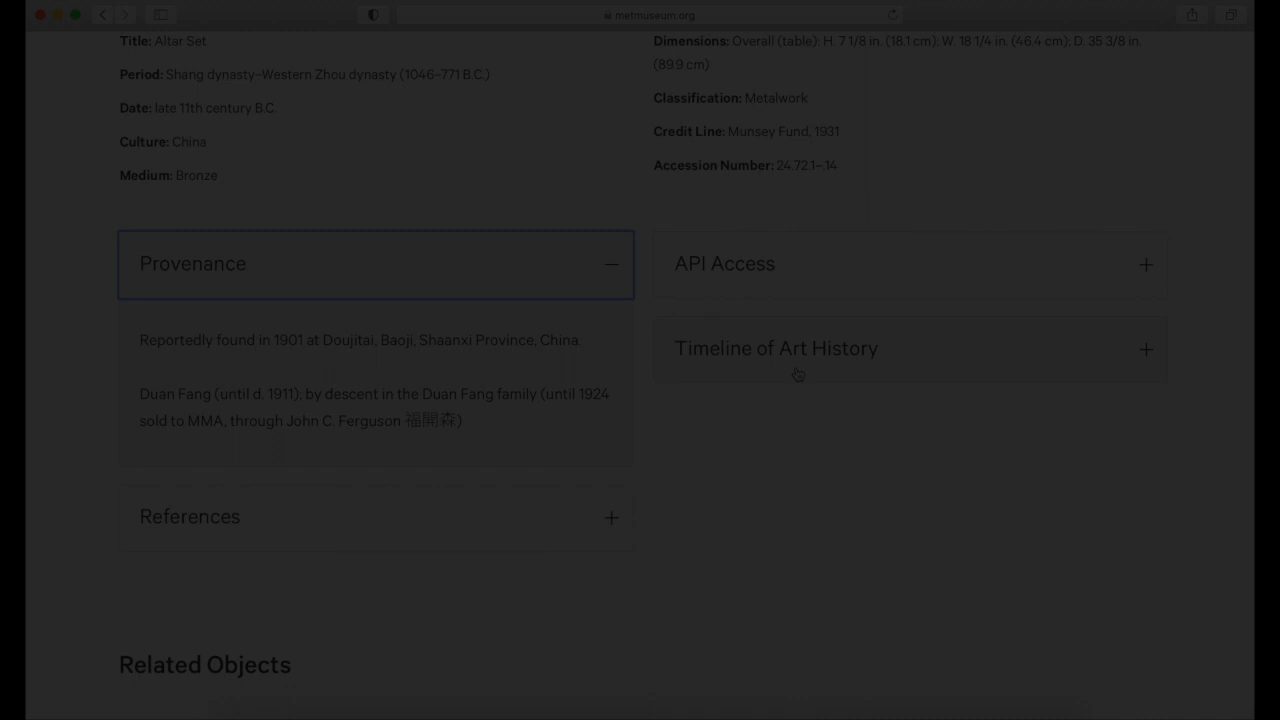 metmuseum.org
Title: Altar Set
Period: Shang dynasty–Western Zhou dynasty (1046–771 B.C.)
Date: late 11th century B.C.
Culture: China
Medium: Bronze
Dimensions: Overall (table): H. 7 1/8 in. (18.1 cm); W. 18 1/4 in. (46.4 cm); D. 35 3/8 in.
(89.9 cm)
Classification: Metalwork
Credit Line: Munsey Fund, 1931
Accession Number: 24.72.1–.14
Provenance
Reportedly found in 1901 at Doujitai, Baoji, Shaanxi Province, China.
Duan Fang (until d. 1911); by descent in the Duan Fang family (until 1924
sold to MMA, through John C. Ferguson 福開森)
References
API Access
Timeline of Art History
Related Objects